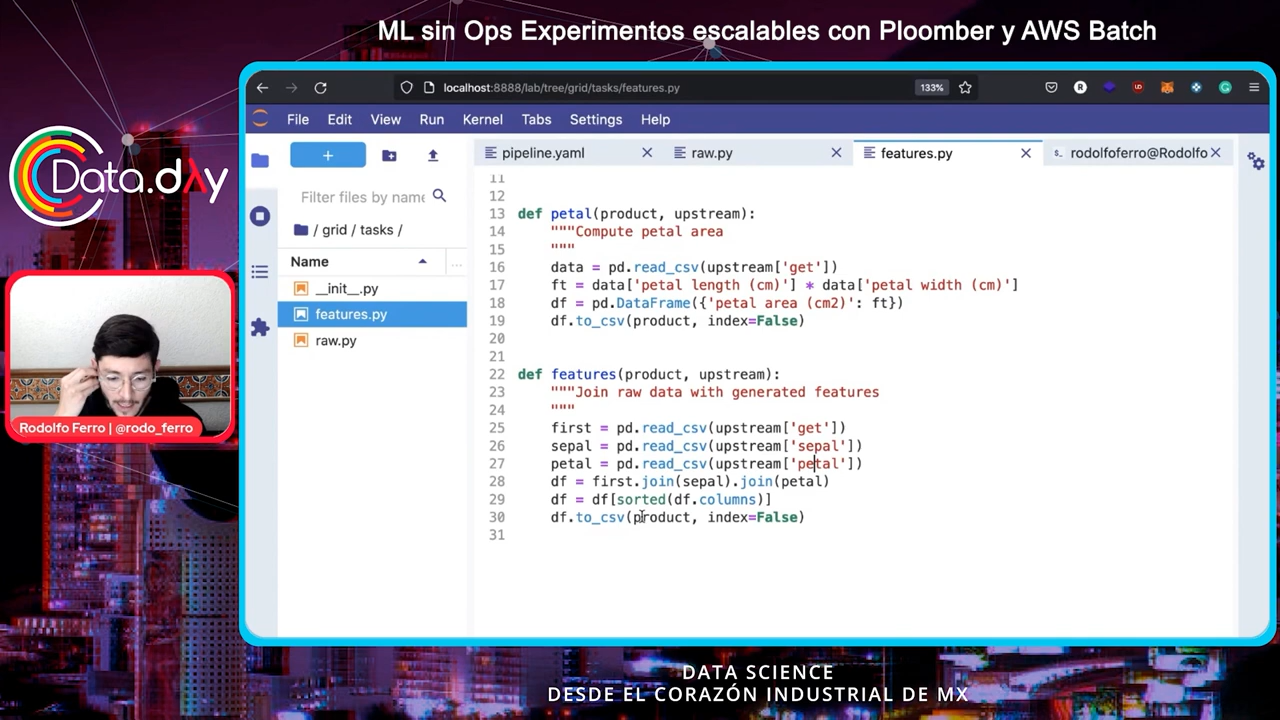 ML sin Ops Experimentos escalables con Ploomber y AWS Batch
localhost:8888/lab/tree/grid/tasks/features.py
133%
File Edit View Run Kernel Tabs Settings Help
Data.dAy
Filter files by name
/ grid / tasks /
Name
__init__.py
features.py
raw.py
pipeline.yaml
raw.py
features.py
rodolfoferro@Rodolfo
11
12
13 def petal(product, upstream):
14 """Compute petal area
15 """
16 data = pd.read_csv(upstream['get'])
17 ft = data['petal length (cm)'] * data['petal width (cm)']
18 df = pd.DataFrame({'petal area (cm2)': ft})
19 df.to_csv(product, index=False)
20
21
22 def features(product, upstream):
23 """Join raw data with generated features
24 """
25 first = pd.read_csv(upstream['get'])
26 sepal = pd.read_csv(upstream['sepal'])
27 petal = pd.read_csv(upstream['petal'])
28 df = first.join(sepal).join(petal)
29 df = df[sorted(df.columns)]
30 df.to_csv(product, index=False)
31
Rodolfo Ferro | @rodo_ferro
DATA SCIENCE
DESDE EL CORAZÓN INDUSTRIAL DE MX